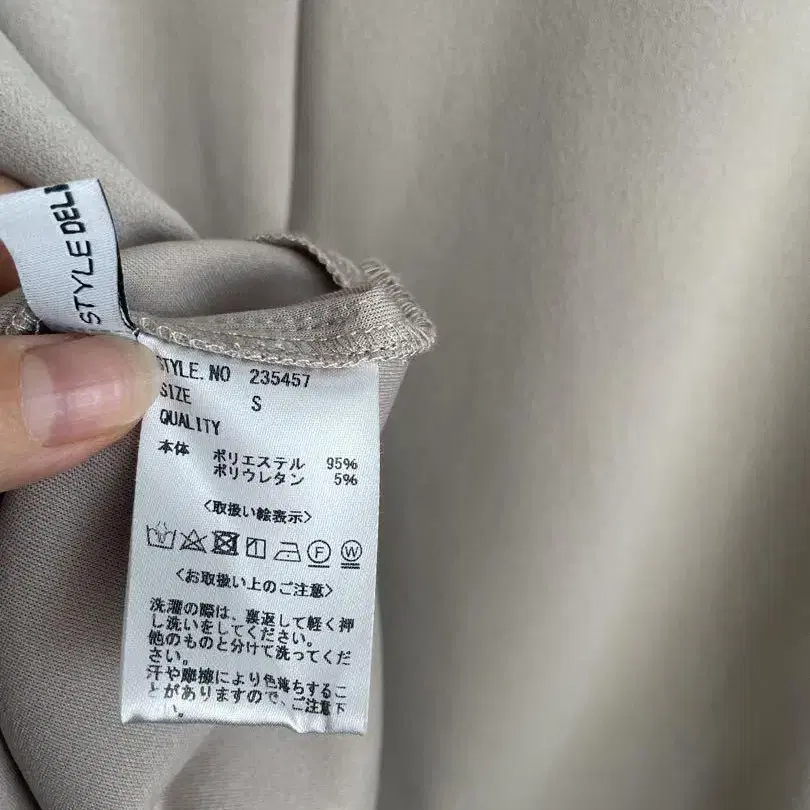 STYLE DEL
STYLE.NO 235457
SIZE S
QUALITY
本体 ポリエステル 95%
ポリウレタン 5%
<取扱い絵表示>
F W
<お取扱い上のご注意>
洗濯の際は、裏返して軽く押
し洗いをしてください。
他のものと分けて洗ってくだ
さい。
汗や摩擦により色落ちするこ
とがありますので、ご注意下